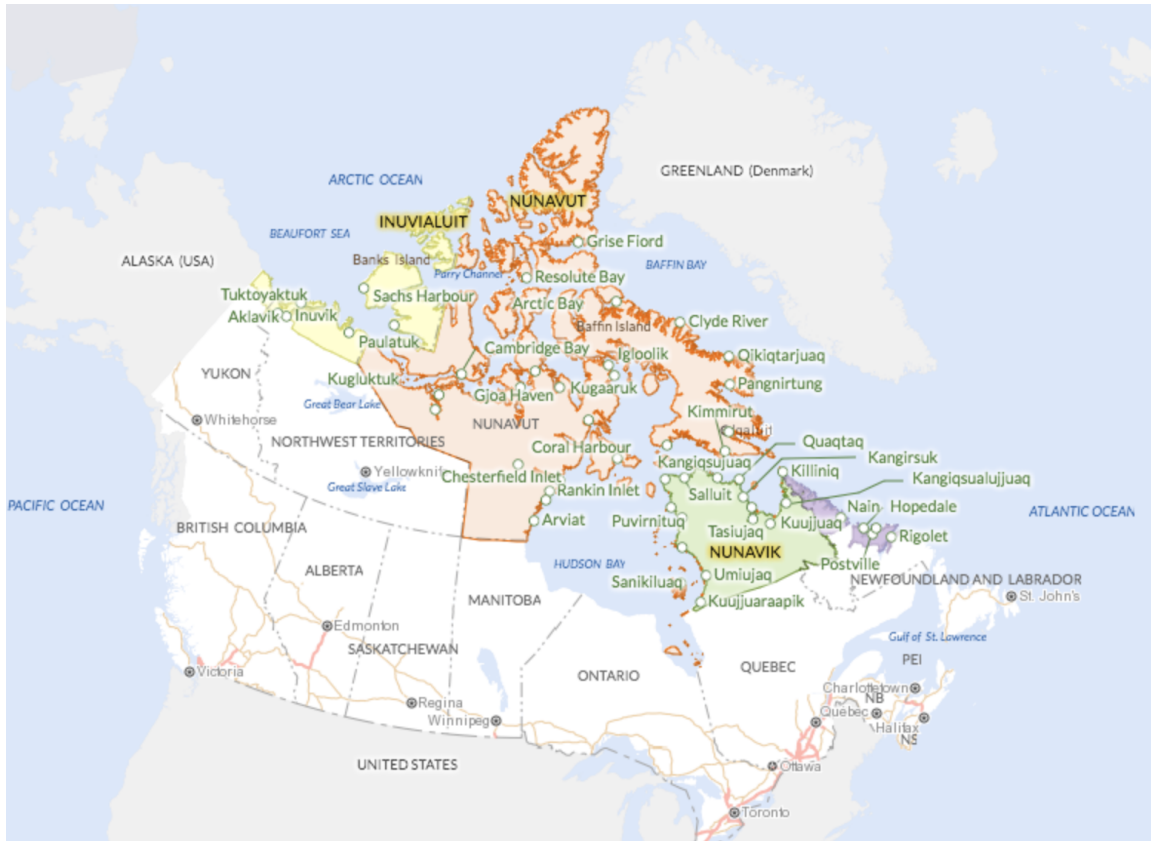 GREENLAND (Denmark)
ARCTIC OCEAN
NUNAVUT
INUVIALUIT
BEAUFORT SEA
Grise Fiord
ALASKA (USA)
Banks Island
BAFFIN BAY
Parry Channel
Resolute Bay
Tuktoyaktuk
Sachs Harbour
Arctic Bay
Aklavik
Inuvik
Clyde River
Baffin Island
Paulatuk
Cambridge Bay
Igloolik
Qikiqtarjuaq
YUKON
Kugluktuk
Pangnirtung
Gjoa Haven
Kugaaruk
Great Bear Lake
Kimmirut
Whitehorse
NUNAVUT
Iqaluit
NORTHWEST TERRITORIES
Quaqtaq
Coral Harbour
Kangirsuk
Kangiqsujuaq
Killiniq
Yellowknife
Chesterfield Inlet
Kangiqsualujjuaq
Great Slave Lake
Rankin Inlet
Salluit
PACIFIC OCEAN
Nain
Hopedale
ATLANTIC OCEAN
Arviat
Puvirnituq
Kuujjuaq
BRITISH COLUMBIA
Tasiujaq
Rigolet
NUNAVIK
HUDSON BAY
Postville
ALBERTA
Umiujaq
Sanikiluaq
NEWFOUNDLAND AND LABRADOR
St. John's
MANITOBA
Kuujjuaraapik
Edmonton
Gulf of St. Lawrence
SASKATCHEWAN
PEI
Victoria
ONTARIO
QUEBEC
Charlottetown
NB
Regina
Québec
Winnipeg
Halifax
NS
UNITED STATES
Ottawa
Toronto